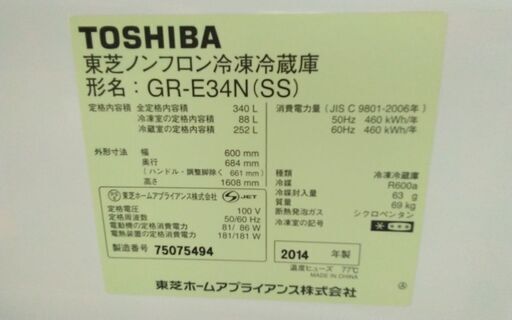 TOSHIBA
東芝ノンフロン冷凍冷蔵庫
形名：GR-E34N(SS)
定格内容積 全定格内容積 340 L
冷凍室の定格内容積 88 L
冷蔵室の定格内容積 252 L
外形寸法 幅 600 mm
奥行 684 mm
(ハンドル・調整脚除く 661 mm)
高さ 1608 mm
東芝ホームアプライアンス株式会社 JET
定格電圧 100 V
定格周波数 50/60 Hz
電動機の定格消費電力 81/ 86 W
電熱装置の定格消費電力 181/181 W
製造番号 75075494
消費電力量 (JIS C 9801-2006年)
50Hz 460 kWh/年
60Hz 460 kWh/年
種類 冷凍冷蔵庫
冷媒 R600a
冷媒封入量 63 g
質量 69 kg
断熱発泡ガス シクロペンタン
冷凍室の記号
2014 年製
温度ヒューズ 77℃
MADE IN CHINA
東芝ホームアプライアンス株式会社